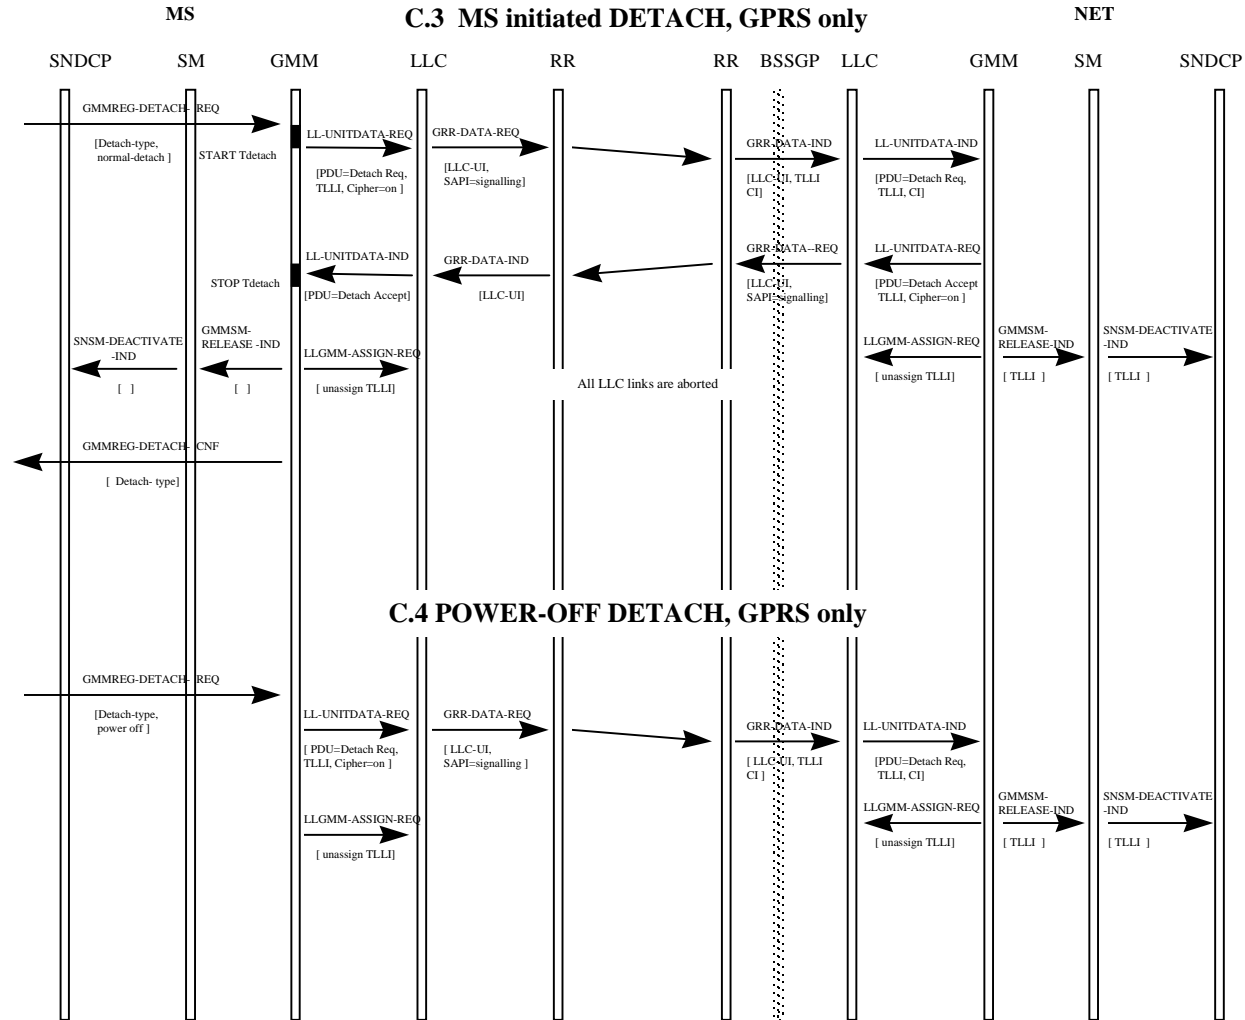 MS
C.3 MS initiated DETACH, GPRS only
NET
SNDCP SM GMM LLC RR RR BSSGP LLC GMM SM SNDCP
GMMREG-DETACH- REQ
[Detach-type,
normal-detach ]
START Tdetach
LL-UNITDATA-REQ
[PDU=Detach Req,
TLLI, Cipher=on ]
GRR-DATA-REQ
[LLC-UI,
SAPI=signalling]
GRR-DATA-IND
[LLC-UI, TLLI
CI]
LL-UNITDATA-IND
[PDU=Detach Req,
TLLI, CI]
STOP Tdetach
LL-UNITDATA-IND
[PDU=Detach Accept]
GRR-DATA-IND
[LLC-UI]
GRR-DATA--REQ
[LLC-UI,
SAPI=signalling]
LL-UNITDATA-REQ
[PDU=Detach Accept
TLLI, Cipher=on ]
SNSM-DEACTIVATE
-IND
[ ]
GMMSM-
RELEASE -IND
[ ]
LLGMM-ASSIGN-REQ
[ unassign TLLI]
All LLC links are aborted
LLGMM-ASSIGN-REQ
[ unassign TLLI]
GMMSM-
RELEASE-IND
[ TLLI ]
SNSM-DEACTIVATE
-IND
[ TLLI ]
GMMREG-DETACH- CNF
[ Detach- type]
C.4 POWER-OFF DETACH, GPRS only
GMMREG-DETACH- REQ
[Detach-type,
power off ]
LL-UNITDATA-REQ
[ PDU=Detach Req,
TLLI, Cipher=on ]
GRR-DATA-REQ
[ LLC-UI,
SAPI=signalling ]
GRR-DATA-IND
[ LLC-UI, TLLI
CI ]
LL-UNITDATA-IND
[PDU=Detach Req,
TLLI, CI]
LLGMM-ASSIGN-REQ
[ unassign TLLI]
LLGMM-ASSIGN-REQ
[ unassign TLLI]
GMMSM-
RELEASE-IND
[ TLLI ]
SNSM-DEACTIVATE
-IND
[ TLLI ]